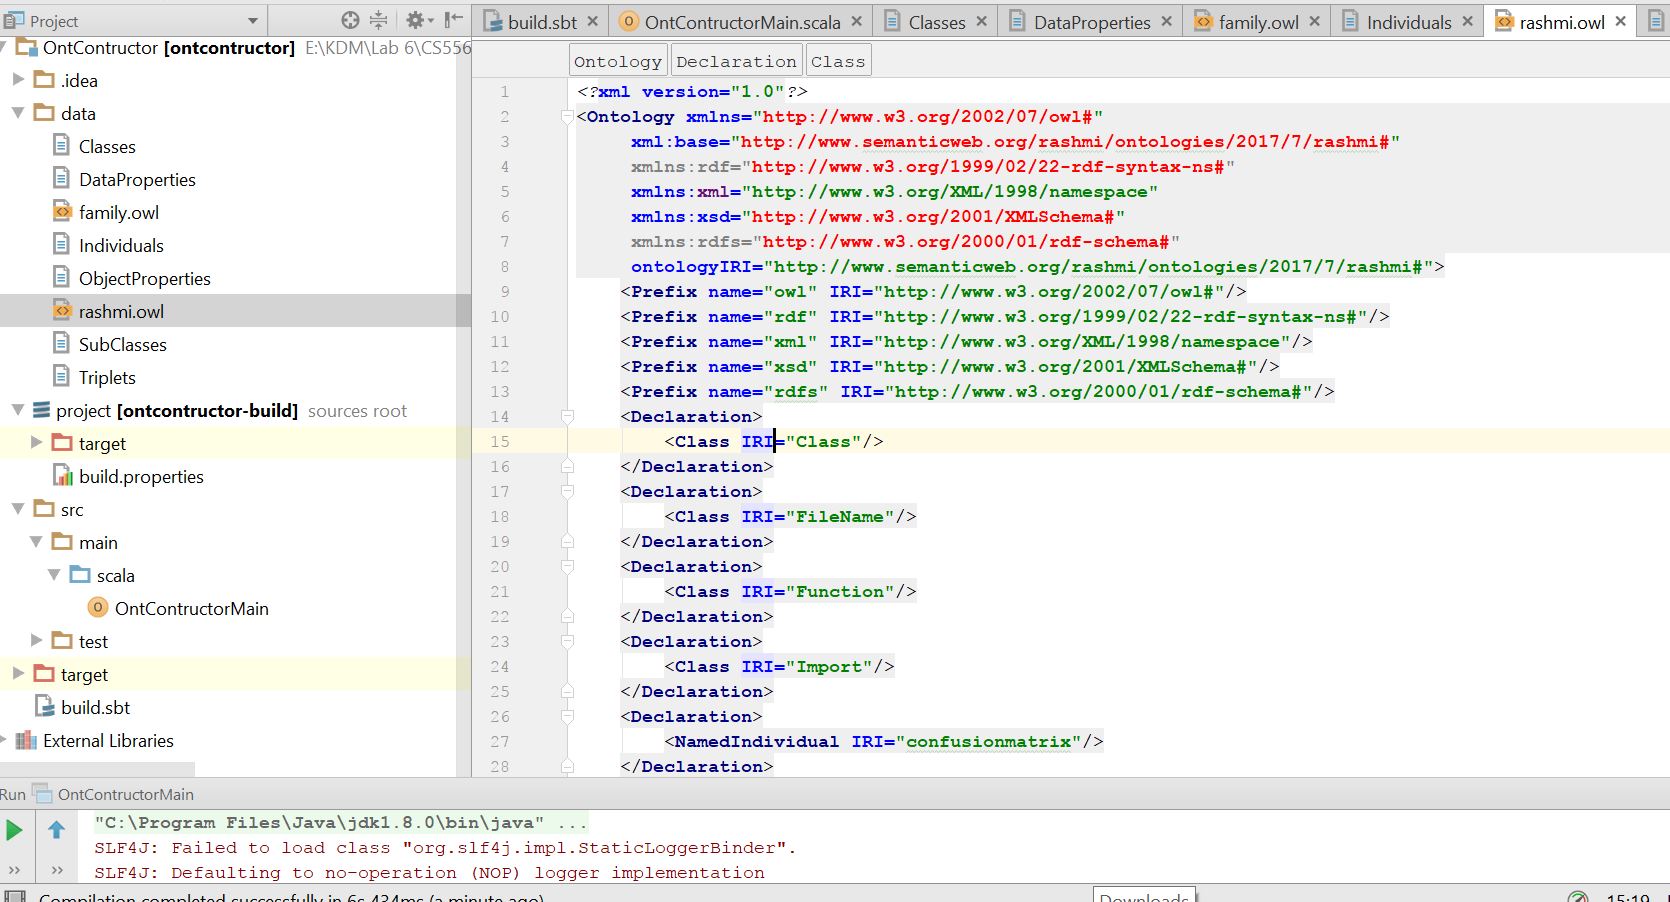 Project
build.sbt
OntContructorMain.scala
Classes
DataProperties
family.owl
Individuals
rashmi.owl
OntContructor [ontcontructor] E:\KDM\Lab 6\CS556
.idea
data
Classes
DataProperties
family.owl
Individuals
ObjectProperties
rashmi.owl
SubClasses
Triplets
project [ontcontructor-build] sources root
target
build.properties
src
main
scala
OntContructorMain
test
target
build.sbt
External Libraries
Ontology Declaration Class
1 <?xml version="1.0"?>
2 <Ontology xmlns="http://www.w3.org/2002/07/owl#"
3 xml:base="http://www.semanticweb.org/rashmi/ontologies/2017/7/rashmi#"
4 xmlns:rdf="http://www.w3.org/1999/02/22-rdf-syntax-ns#"
5 xmlns:xml="http://www.w3.org/XML/1998/namespace"
6 xmlns:xsd="http://www.w3.org/2001/XMLSchema#"
7 xmlns:rdfs="http://www.w3.org/2000/01/rdf-schema#"
8 ontologyIRI="http://www.semanticweb.org/rashmi/ontologies/2017/7/rashmi#">
9 <Prefix name="owl" IRI="http://www.w3.org/2002/07/owl#"/>
10 <Prefix name="rdf" IRI="http://www.w3.org/1999/02/22-rdf-syntax-ns#"/>
11 <Prefix name="xml" IRI="http://www.w3.org/XML/1998/namespace"/>
12 <Prefix name="xsd" IRI="http://www.w3.org/2001/XMLSchema#"/>
13 <Prefix name="rdfs" IRI="http://www.w3.org/2000/01/rdf-schema#"/>
14 <Declaration>
15 <Class IRI="Class"/>
16 </Declaration>
17 <Declaration>
18 <Class IRI="FileName"/>
19 </Declaration>
20 <Declaration>
21 <Class IRI="Function"/>
22 </Declaration>
23 <Declaration>
24 <Class IRI="Import"/>
25 </Declaration>
26 <Declaration>
27 <NamedIndividual IRI="confusionmatrix"/>
28 </Declaration>
Run OntContructorMain
"C:\Program Files\Java\jdk1.8.0\bin\java" ...
SLF4J: Failed to load class "org.slf4j.impl.StaticLoggerBinder".
SLF4J: Defaulting to no-operation (NOP) logger implementation
Compilation completed successfully in 6s 434ms (a minute ago)
Downloads
15:19